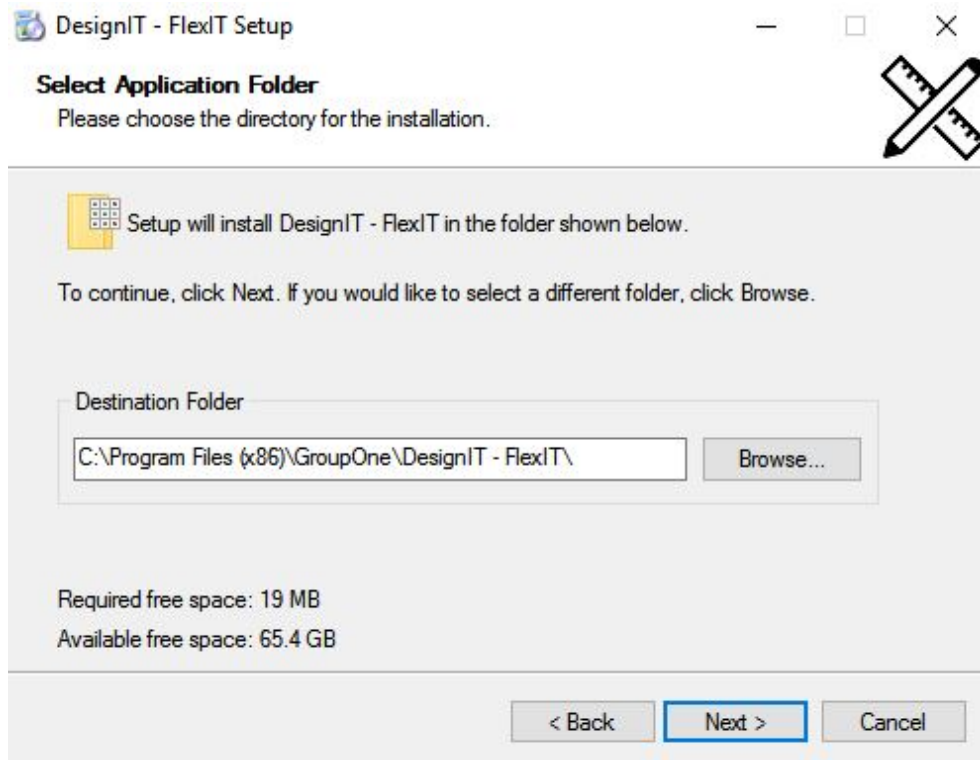 DesignIT - FlexIT Setup
Select Application Folder
Please choose the directory for the installation.
Setup will install DesignIT - FlexIT in the folder shown below.
To continue, click Next. If you would like to select a different folder, click Browse.
Destination Folder
C:\Program Files (x86)\GroupOne\DesignIT - FlexIT\
Browse...
Required free space: 19 MB
Available free space: 65.4 GB
< Back
Next >
Cancel